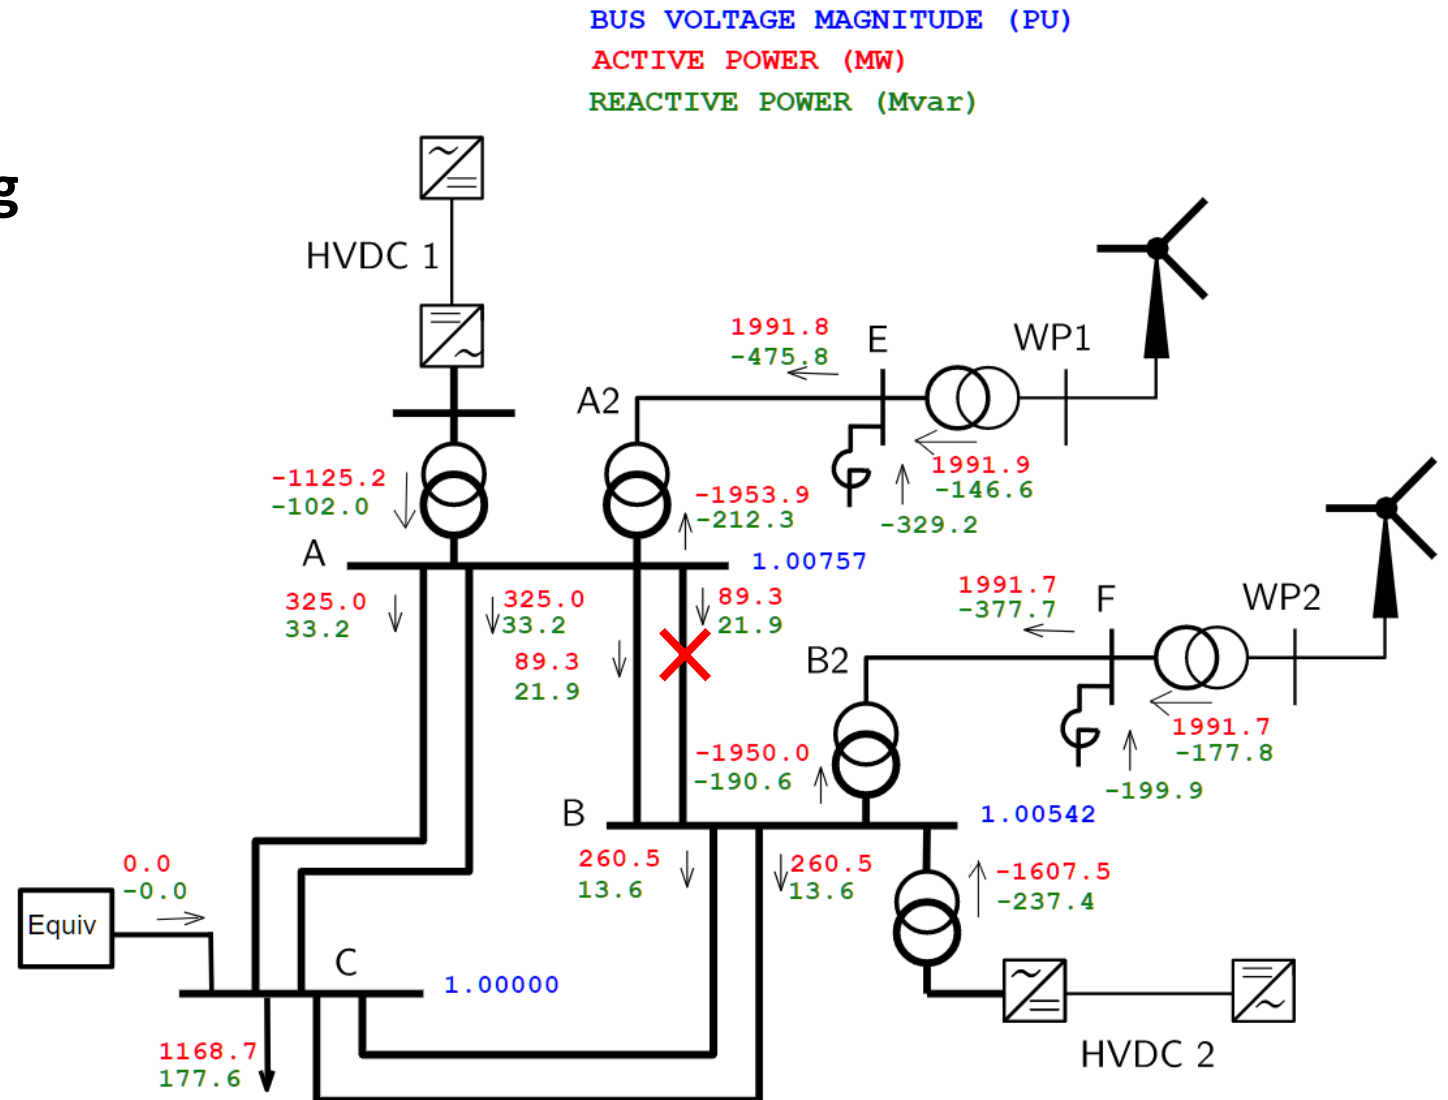 BUS VOLTAGE MAGNITUDE (PU)
ACTIVE POWER (MW)
REACTIVE POWER (Mvar)
g
HVDC 1
1991.8
-475.8
E
WP1
A2
-1125.2
-102.0
-1953.9
-212.3
1991.9
-146.6
-329.2
A
1.00757
325.0
33.2
325.0
33.2
89.3
21.9
89.3
21.9
1991.7
-377.7
F
WP2
B2
-1950.0
-190.6
1991.7
-177.8
-199.9
B
1.00542
0.0
-0.0
260.5
13.6
260.5
13.6
-1607.5
-237.4
Equiv
C
1.00000
1168.7
177.6
HVDC 2